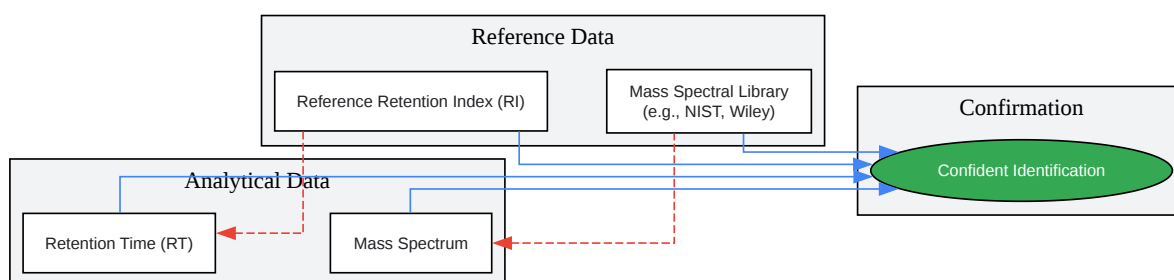 Reference Data
Reference Retention Index (RI)
Mass Spectral Library
(e.g., NIST, Wiley)
Confirmation
Confident Identification
Analytical Data
Retention Time (RT)
Mass Spectrum